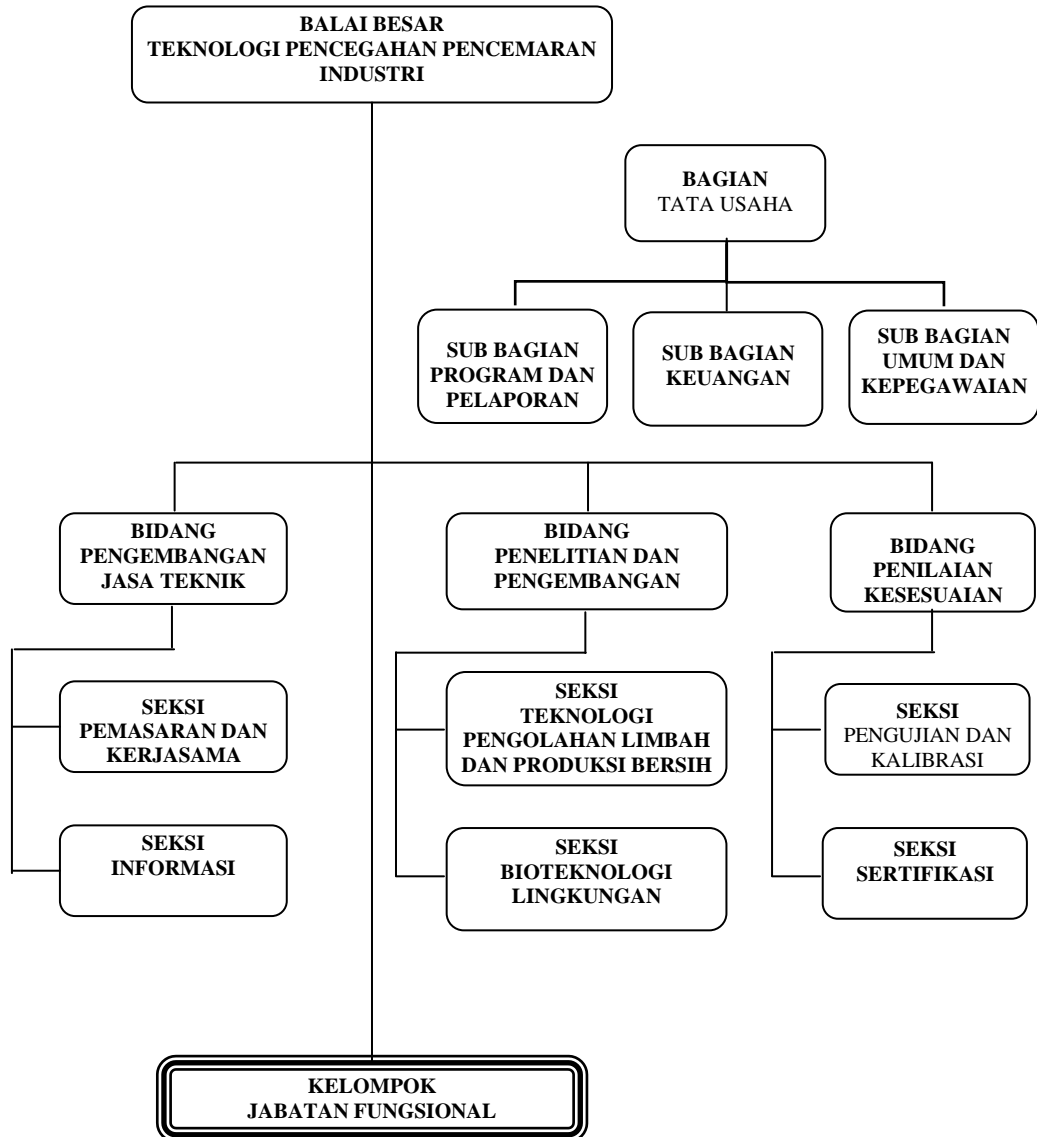 BALAI BESAR
TEKNOLOGI PENCEGAHAN PENCEMARAN
INDUSTRI
BAGIAN
TATA USAHA
SUB BAGIAN
PROGRAM DAN
PELAPORAN
SUB BAGIAN
KEUANGAN
SUB BAGIAN
UMUM DAN
KEPEGAWAIAN
BIDANG
PENGEMBANGAN
JASA TEKNIK
BIDANG
PENELITIAN DAN
PENGEMBANGAN
BIDANG
PENILAIAN
KESESUAIAN
SEKSI
PEMASARAN DAN
KERJASAMA
SEKSI
TEKNOLOGI
PENGOLAHAN LIMBAH
DAN PRODUKSI BERSIH
SEKSI
PENGUJIAN DAN
KALIBRASI
SEKSI
INFORMASI
SEKSI
BIOTEKNOLOGI
LINGKUNGAN
SEKSI
SERTIFIKASI
KELOMPOK
JABATAN FUNGSIONAL